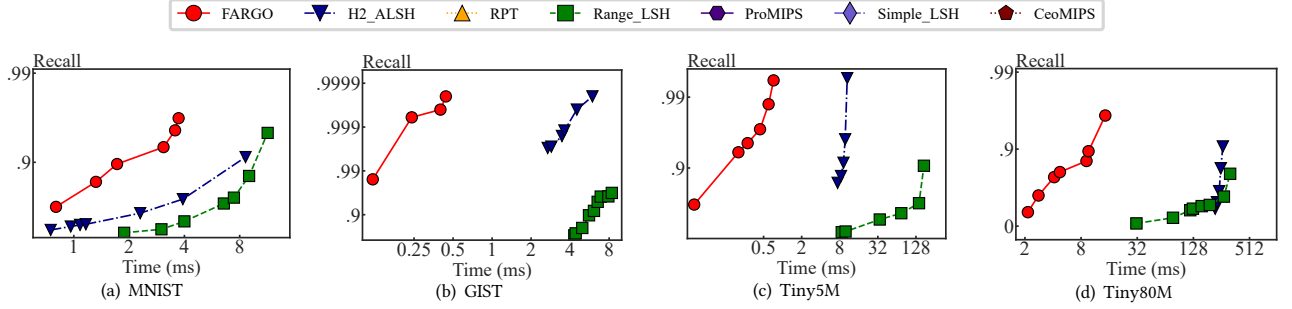 FARGO H2_ALSH RPT Range_LSH ProMIPS Simple_LSH CeoMIPS
Recall
.99
.9
1 2 4 8
Time (ms)
(a) MNIST
Recall
.9999
.999
.99
.9
0.25 0.5 1 2 4 8
Time (ms)
(b) GIST
Recall
.99
.9
0.5 2 8 32 128
Time (ms)
(c) Tiny5M
Recall
.99
.9
0
2 8 32 128 512
Time (ms)
(d) Tiny80M